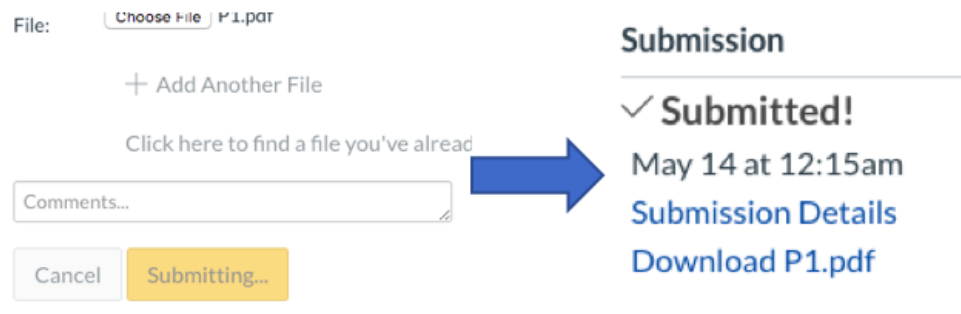 File: Choose File P1.pdf
+ Add Another File
Click here to find a file you've alread
Comments...
Cancel Submitting...
Submission
✓ Submitted!
May 14 at 12:15am
Submission Details
Download P1.pdf